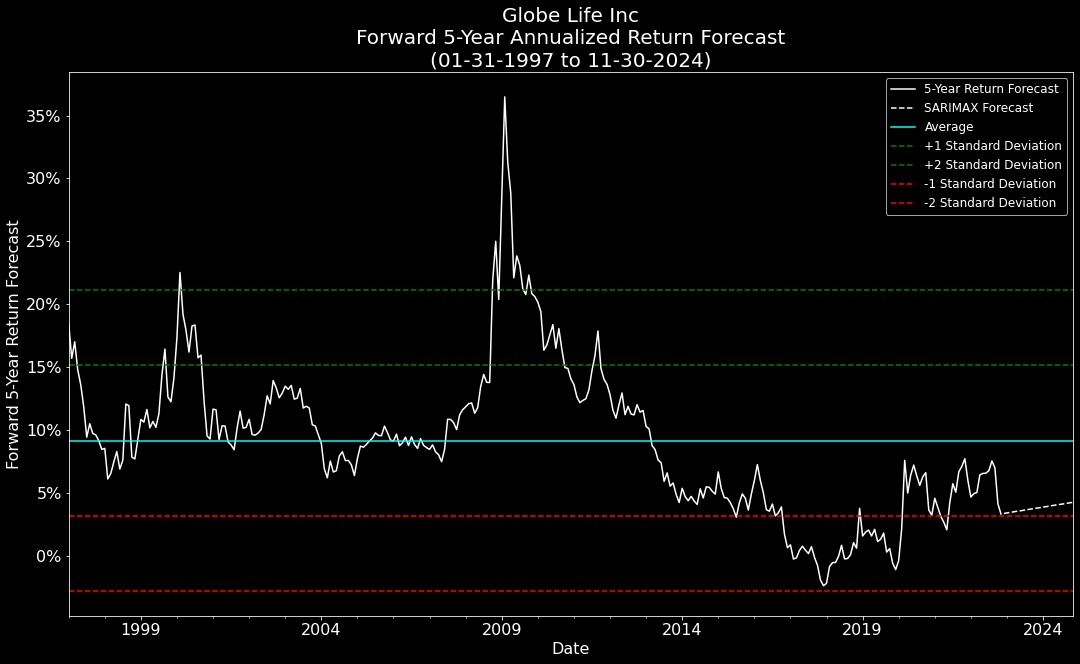 Globe Life Inc
Forward 5-Year Annualized Return Forecast
(01-31-1997 to 11-30-2024)
5-Year Return Forecast
SARIMAX Forecast
Average
+1 Standard Deviation
+2 Standard Deviation
-1 Standard Deviation
-2 Standard Deviation
Forward 5-Year Return Forecast
35%
30%
25%
20%
15%
10%
5%
0%
1999
2004
2009
2014
2019
2024
Date